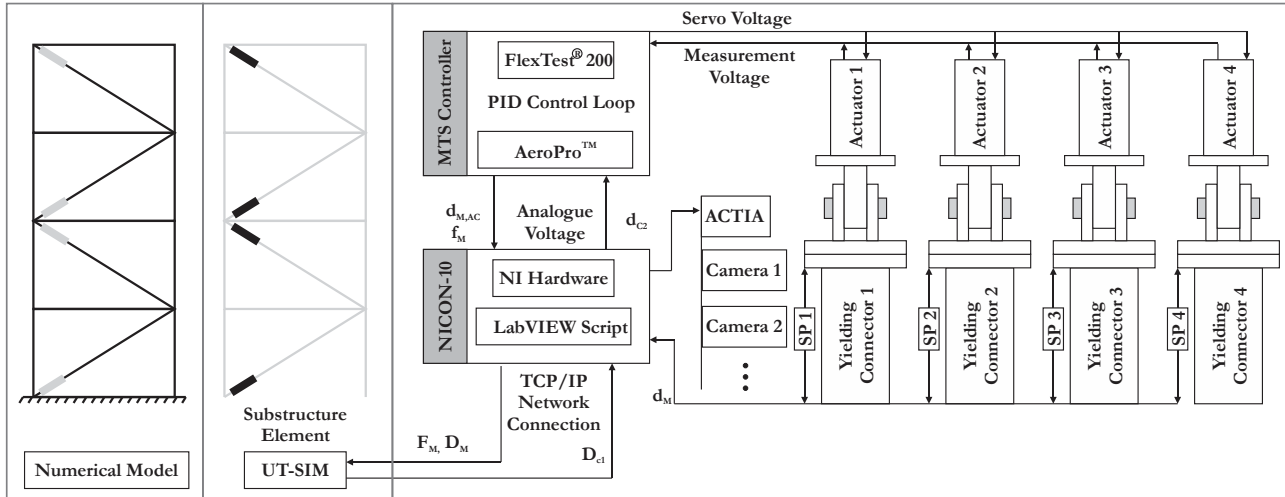 Numerical Model
Substructure
Element
UT-SIM
MTS Controller
FlexTest® 200
PID Control Loop
AeroPro™
Servo Voltage
Measurement
Voltage
d_M,AC
f_M
Analogue
Voltage
d_C2
NICON-10
NI Hardware
LabVIEW Script
TCP/IP
Network
Connection
F_M, D_M
D_c1
ACTIA
Camera 1
Camera 2
d_M
Actuator 1
Actuator 2
Actuator 3
Actuator 4
SP 1
Yielding
Connector 1
SP 2
Yielding
Connector 2
SP 3
Yielding
Connector 3
SP 4
Yielding
Connector 4